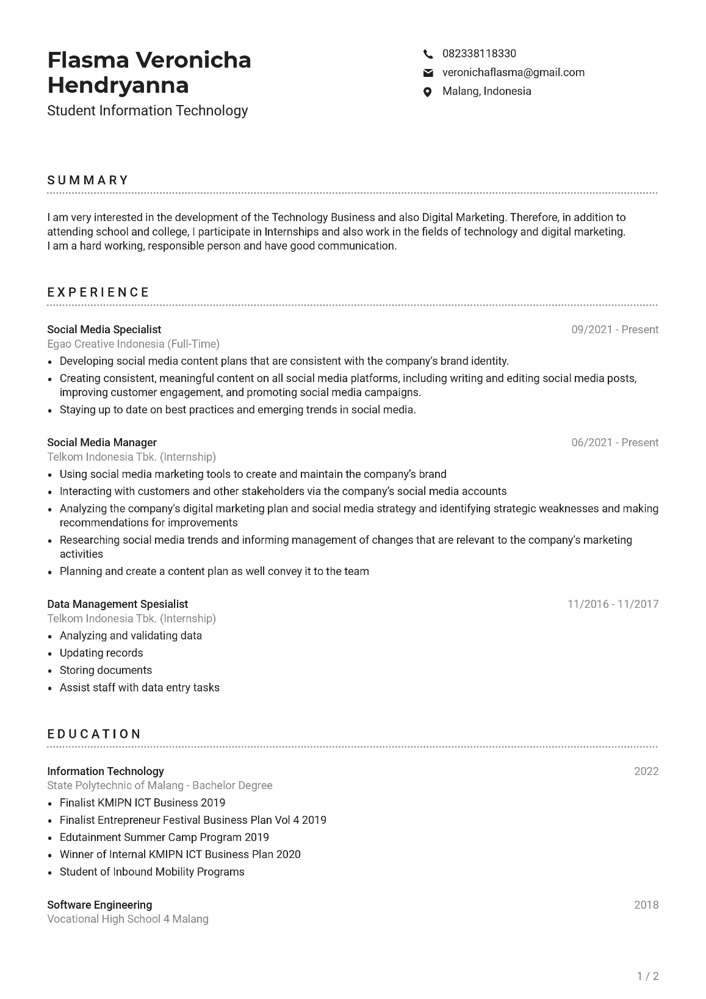 Flasma Veronicha
Hendryanna
Student Information Technology
082338118330
veronichaflasma@gmail.com
Malang, Indonesia
SUMMARY
I am very interested in the development of the Technology Business and also Digital Marketing. Therefore, in addition to
attending school and college, I participate in Internships and also work in the fields of technology and digital marketing.
I am a hard working, responsible person and have good communication.
EXPERIENCE
Social Media Specialist 09/2021 - Present
Egao Creative Indonesia (Full-Time)
• Developing social media content plans that are consistent with the company’s brand identity.
• Creating consistent, meaningful content on all social media platforms, including writing and editing social media posts,
improving customer engagement, and promoting social media campaigns.
• Staying up to date on best practices and emerging trends in social media.
Social Media Manager 06/2021 - Present
Telkom Indonesia Tbk. (Internship)
• Using social media marketing tools to create and maintain the company’s brand
• Interacting with customers and other stakeholders via the company’s social media accounts
• Analyzing the company’s digital marketing plan and social media strategy and identifying strategic weaknesses and making
recommendations for improvements
• Researching social media trends and informing management of changes that are relevant to the company’s marketing
activities
• Planning and create a content plan as well convey it to the team
Data Management Spesialist 11/2016 - 11/2017
Telkom Indonesia Tbk. (Internship)
• Analyzing and validating data
• Updating records
• Storing documents
• Assist staff with data entry tasks
EDUCATION
Information Technology 2022
State Polytechnic of Malang - Bachelor Degree
• Finalist KMIPN ICT Business 2019
• Finalist Entrepreneur Festival Business Plan Vol 4 2019
• Edutainment Summer Camp Program 2019
• Winner of Internal KMIPN ICT Business Plan 2020
• Student of Inbound Mobility Programs
Software Engineering 2018
Vocational High School 4 Malang
1 / 2